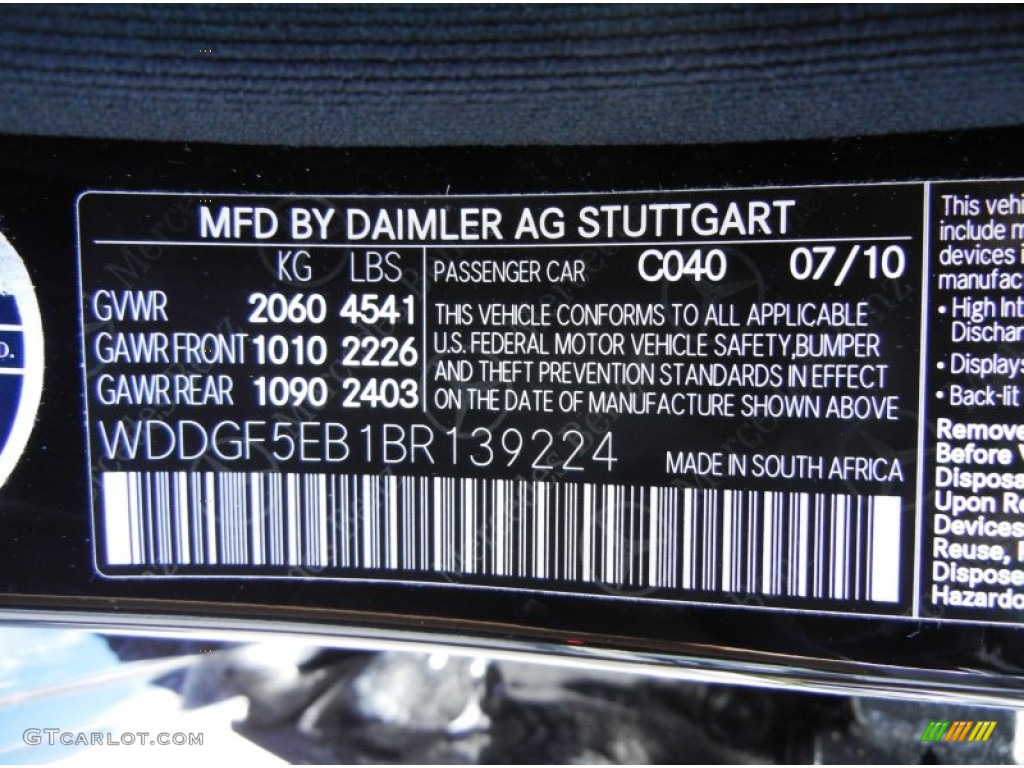 MFD BY DAIMLER AG STUTTGART
KG LBS
GVWR 2060 4541
GAWR FRONT 1010 2226
GAWR REAR 1090 2403
PASSENGER CAR C040 07/10
THIS VEHICLE CONFORMS TO ALL APPLICABLE
U.S. FEDERAL MOTOR VEHICLE SAFETY, BUMPER
AND THEFT PREVENTION STANDARDS IN EFFECT
ON THE DATE OF MANUFACTURE SHOWN ABOVE
WDDGF5EB1BR139224
MADE IN SOUTH AFRICA
This vehi
include m
devices i
manufac
• High Int
Dischar
• Displays
• Back-lit
Remove
Before V
Disposa
Upon Re
Devices
Reuse, R
Dispose
Hazardo
D.
GTCARLOT.COM